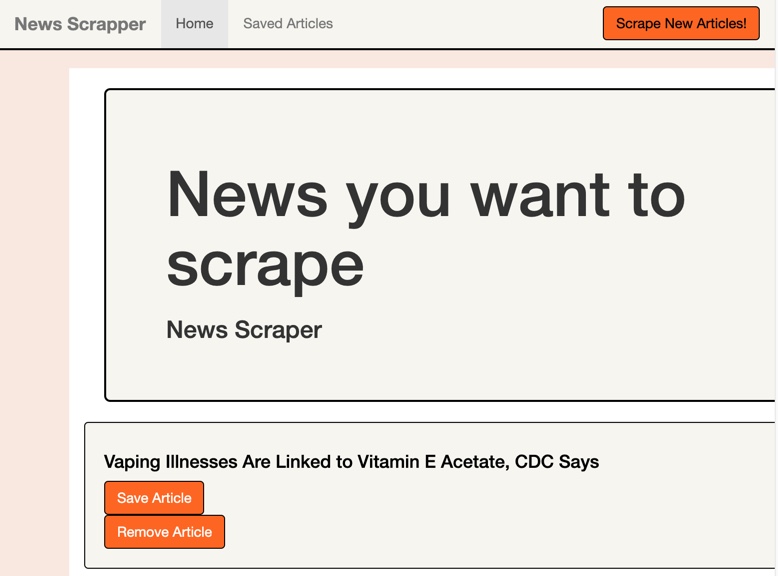 News Scrapper Home Saved Articles Scrape New Articles!
News you want to
scrape
News Scraper
Vaping Illnesses Are Linked to Vitamin E Acetate, CDC Says
Save Article
Remove Article